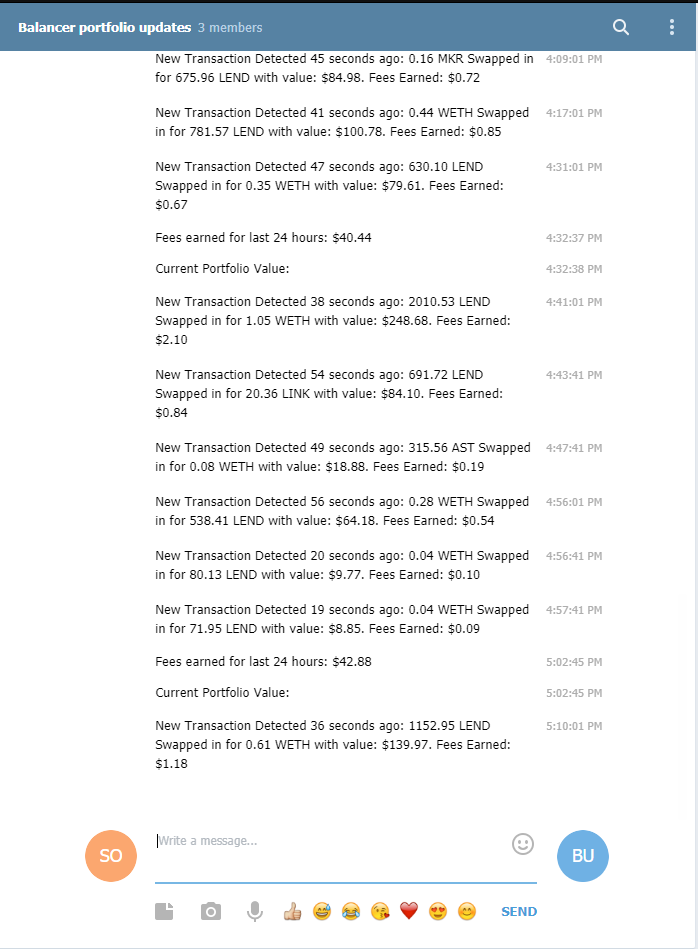 Balancer portfolio updates 3 members
New Transaction Detected 45 seconds ago: 0.16 MKR Swapped in 4:09:01 PM
for 675.96 LEND with value: $84.98. Fees Earned: $0.72
New Transaction Detected 41 seconds ago: 0.44 WETH Swapped 4:17:01 PM
in for 781.57 LEND with value: $100.78. Fees Earned: $0.85
New Transaction Detected 47 seconds ago: 630.10 LEND 4:31:01 PM
Swapped in for 0.35 WETH with value: $79.61. Fees Earned:
$0.67
Fees earned for last 24 hours: $40.44 4:32:37 PM
Current Portfolio Value: 4:32:38 PM
New Transaction Detected 38 seconds ago: 2010.53 LEND 4:41:01 PM
Swapped in for 1.05 WETH with value: $248.68. Fees Earned:
$2.10
New Transaction Detected 54 seconds ago: 691.72 LEND 4:43:41 PM
Swapped in for 20.36 LINK with value: $84.10. Fees Earned:
$0.84
New Transaction Detected 49 seconds ago: 315.56 AST Swapped 4:47:41 PM
in for 0.08 WETH with value: $18.88. Fees Earned: $0.19
New Transaction Detected 56 seconds ago: 0.28 WETH Swapped 4:56:01 PM
in for 538.41 LEND with value: $64.18. Fees Earned: $0.54
New Transaction Detected 20 seconds ago: 0.04 WETH Swapped 4:56:41 PM
in for 80.13 LEND with value: $9.77. Fees Earned: $0.10
New Transaction Detected 19 seconds ago: 0.04 WETH Swapped 4:57:41 PM
in for 71.95 LEND with value: $8.85. Fees Earned: $0.09
Fees earned for last 24 hours: $42.88 5:02:45 PM
Current Portfolio Value: 5:02:45 PM
New Transaction Detected 36 seconds ago: 1152.95 LEND 5:10:01 PM
Swapped in for 0.61 WETH with value: $139.97. Fees Earned:
$1.18
Write a message...
SO BU
SEND